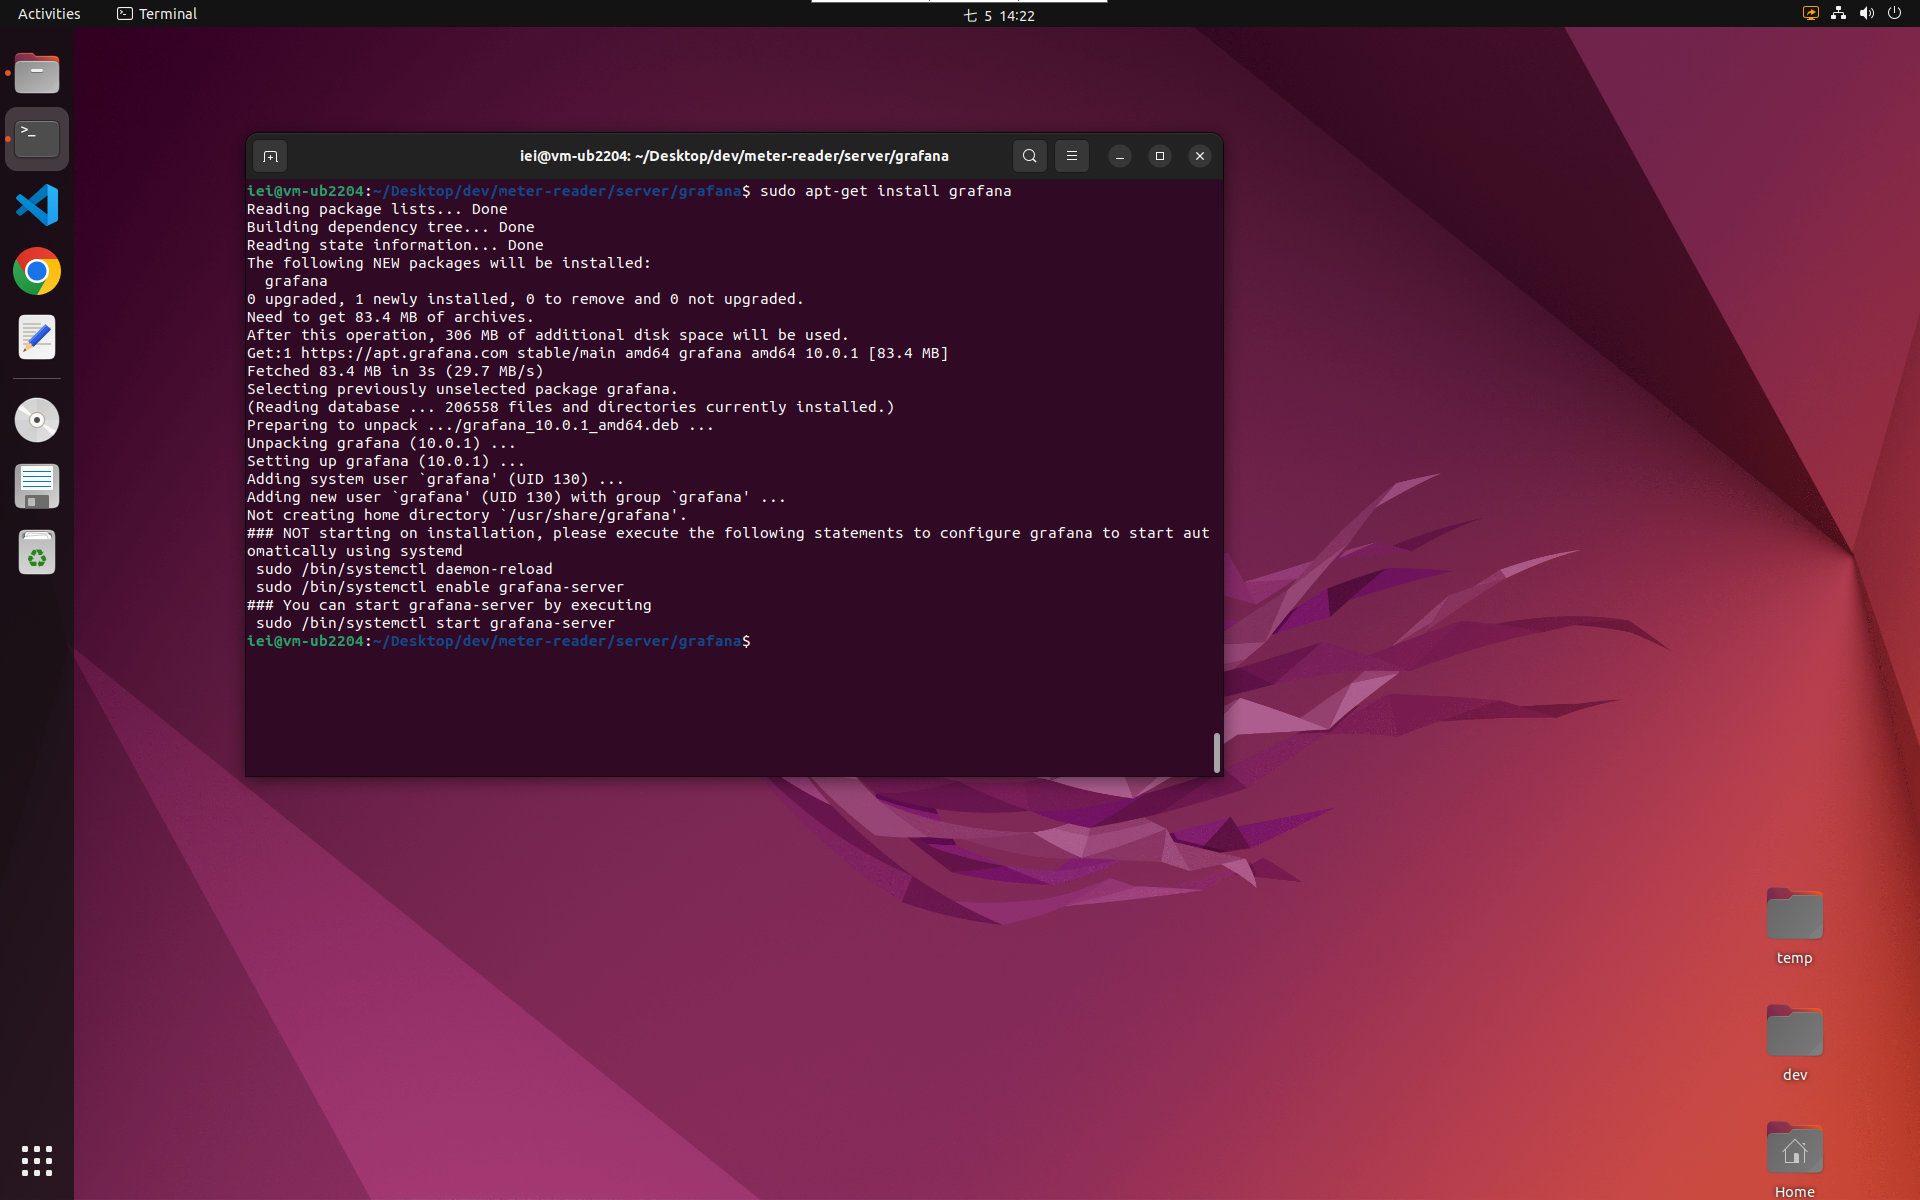 Activities
Terminal
七 5 14:22
iei@vm-ub2204: ~/Desktop/dev/meter-reader/server/grafana
iei@vm-ub2204:~/Desktop/dev/meter-reader/server/grafana$ sudo apt-get install grafana
Reading package lists... Done
Building dependency tree... Done
Reading state information... Done
The following NEW packages will be installed:
  grafana
0 upgraded, 1 newly installed, 0 to remove and 0 not upgraded.
Need to get 83.4 MB of archives.
After this operation, 306 MB of additional disk space will be used.
Get:1 https://apt.grafana.com stable/main amd64 grafana amd64 10.0.1 [83.4 MB]
Fetched 83.4 MB in 3s (29.7 MB/s)
Selecting previously unselected package grafana.
(Reading database ... 206558 files and directories currently installed.)
Preparing to unpack .../grafana_10.0.1_amd64.deb ...
Unpacking grafana (10.0.1) ...
Setting up grafana (10.0.1) ...
Adding system user `grafana' (UID 130) ...
Adding new user `grafana' (UID 130) with group `grafana' ...
Not creating home directory `/usr/share/grafana'.
### NOT starting on installation, please execute the following statements to configure grafana to start aut
omatically using systemd
 sudo /bin/systemctl daemon-reload
 sudo /bin/systemctl enable grafana-server
### You can start grafana-server by executing
 sudo /bin/systemctl start grafana-server
iei@vm-ub2204:~/Desktop/dev/meter-reader/server/grafana$
temp
dev
Home